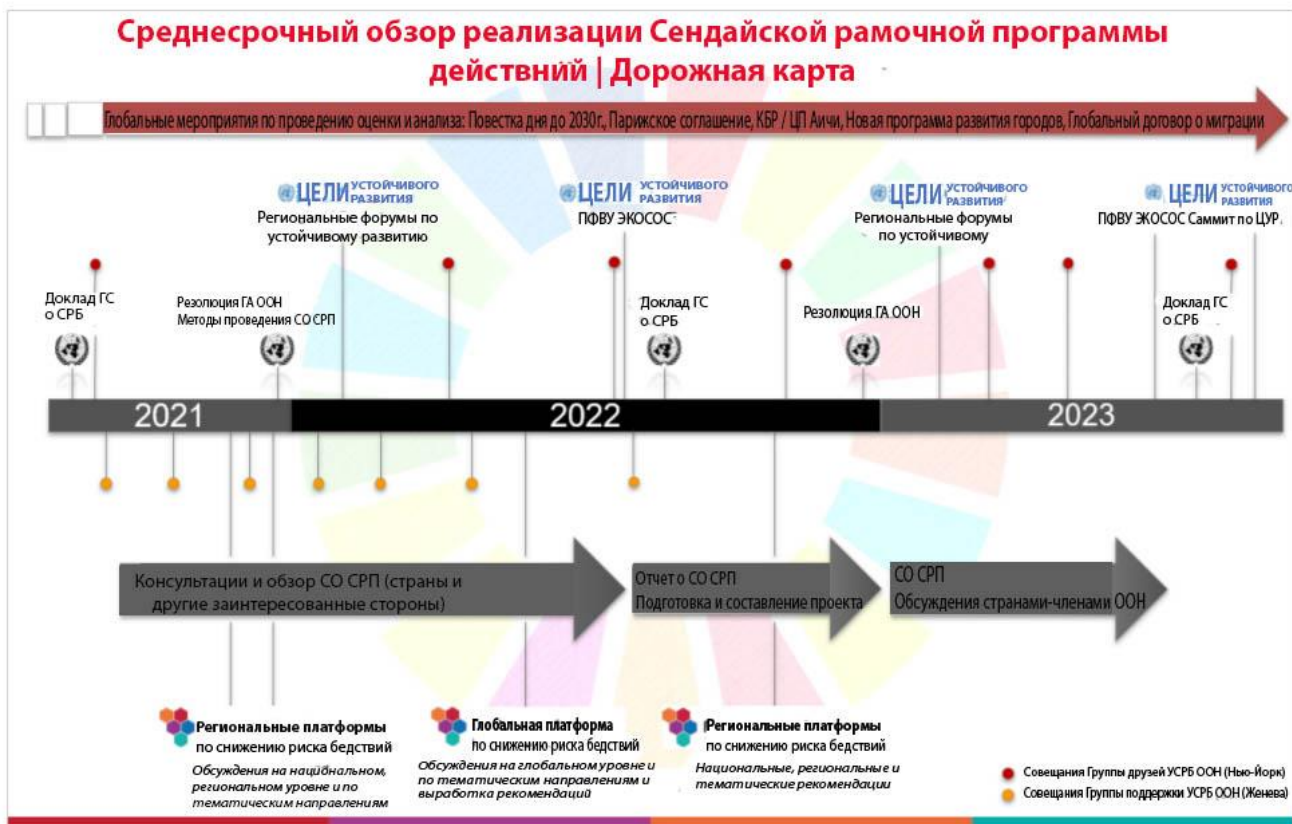 Среднесрочный обзор реализации Сендайской рамочной программы
действний | Дорожная карта
Глобальные мероприятия по проведению оценки и анализа: Повестка дня до 2030 г., Парижское соглашение, КБР / ЦП Аичи, Новая программа развития городов, Глобальный договор о миграции
ЦЕЛИ УСТОЙЧИВОГО
РАЗВИТИЯ
Региональные форумы по
устойчивому развитию
ЦЕЛИ УСТОЙЧИВОГО
РАЗВИТИЯ
ПФВУ ЭКОСОС
ЦЕЛИ УСТОЙЧИВОГО
РАЗВИТИЯ
Региональные форумы
по устойчивому
ЦЕЛИ УСТОЙЧИВОГО
РАЗВИТИЯ
ПФВУ ЭКОСОС Саммит по ЦУР
Доклад ГС
о СРБ
Резолюция ГА ООН
Методы проведения СО СРП
Доклад ГС
о СРБ
Резолюция ГА ООН
Доклад ГС
о СРБ
2021
2022
2023
Консультации и обзор СО СРП (страны и
другие заинтересованные стороны)
Отчет о СО СРП
Подготовка и составление проекта
СО СРП
Обсуждения странами-членами ООН
Региональные платформы
по снижению риска бедствий
Обсуждения на национальном,
региональном уровне и по
тематическим направлениям
Глобальная платформа
по снижению риска бедствий
Обсуждения на глобальном уровне и
по тематическим направлениям и
выработка рекомендаций
Региональные платформы
по снижению риска бедствий
Национальные, региональные и
тематические рекомендации
Совещания Группы друзей УСРБ ООН (Нью-Йорк)
Совещания Группы поддержки УСРБ ООН (Женева)